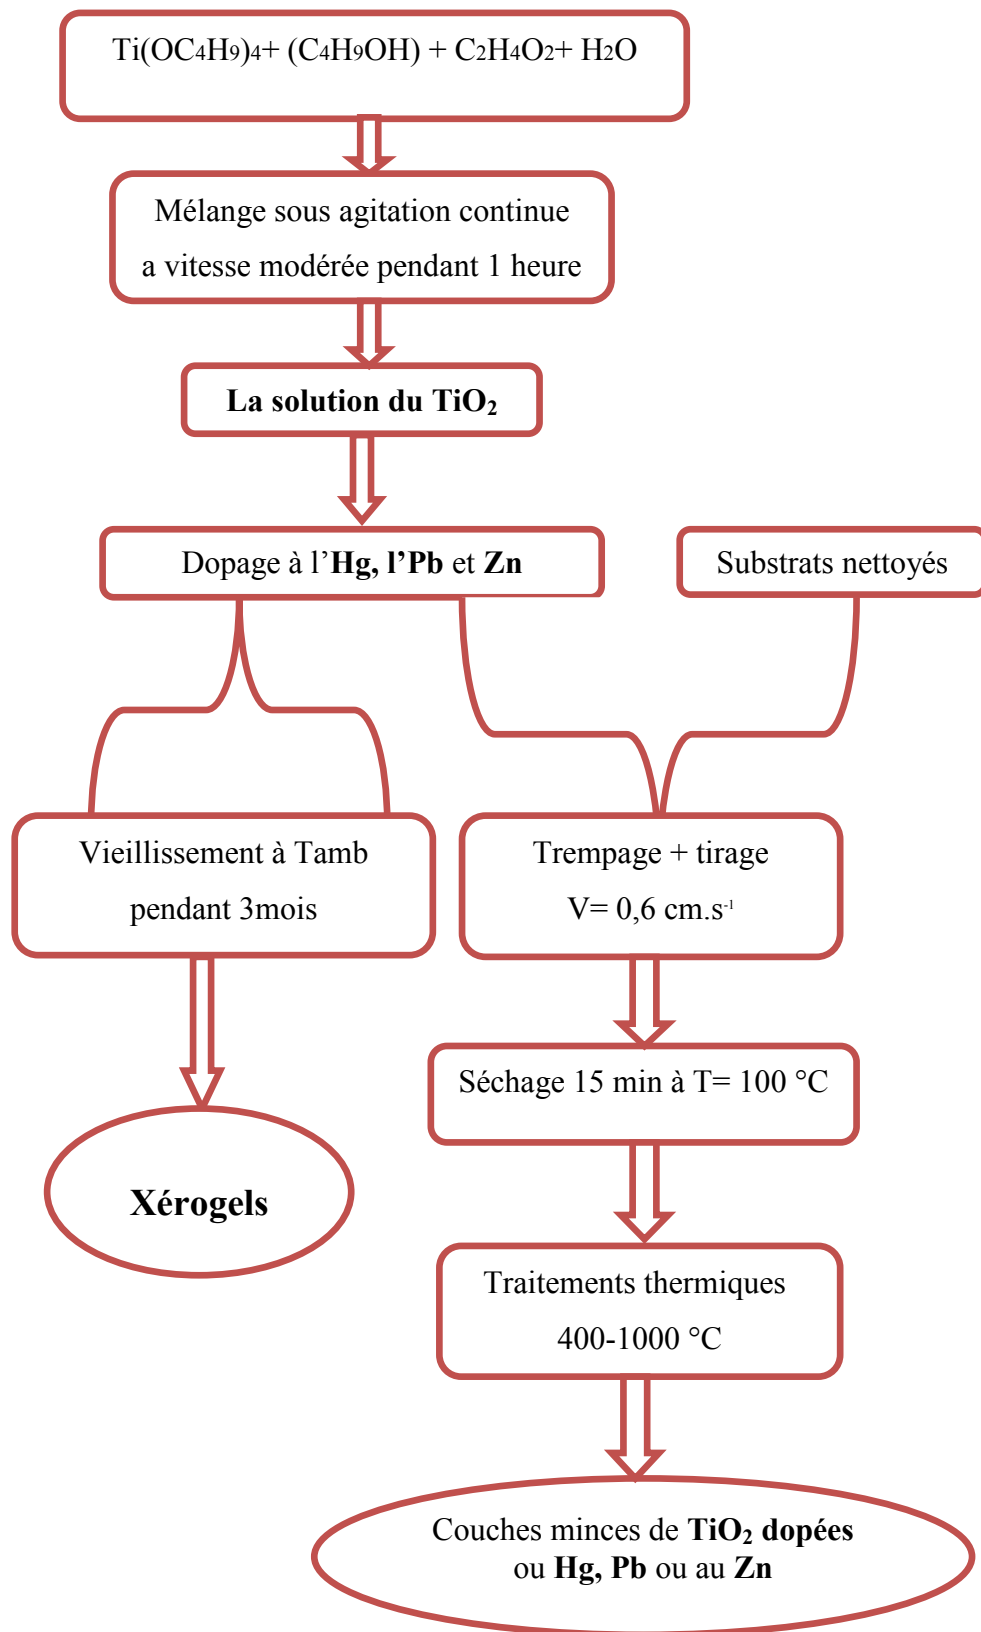 Ti(OC4H9)4+ (C4H9OH) + C2H4O2+ H2O
Mélange sous agitation continue
a vitesse modérée pendant 1 heure
La solution du TiO2
Dopage à l’Hg, l’Pb et Zn
Substrats nettoyés
Vieillissement à Tamb
pendant 3mois
Trempage + tirage
V= 0,6 cm.s-1
Séchage 15 min à T= 100 °C
Xérogels
Traitements thermiques
400-1000 °C
Couches minces de TiO2 dopées
ou Hg, Pb ou au Zn